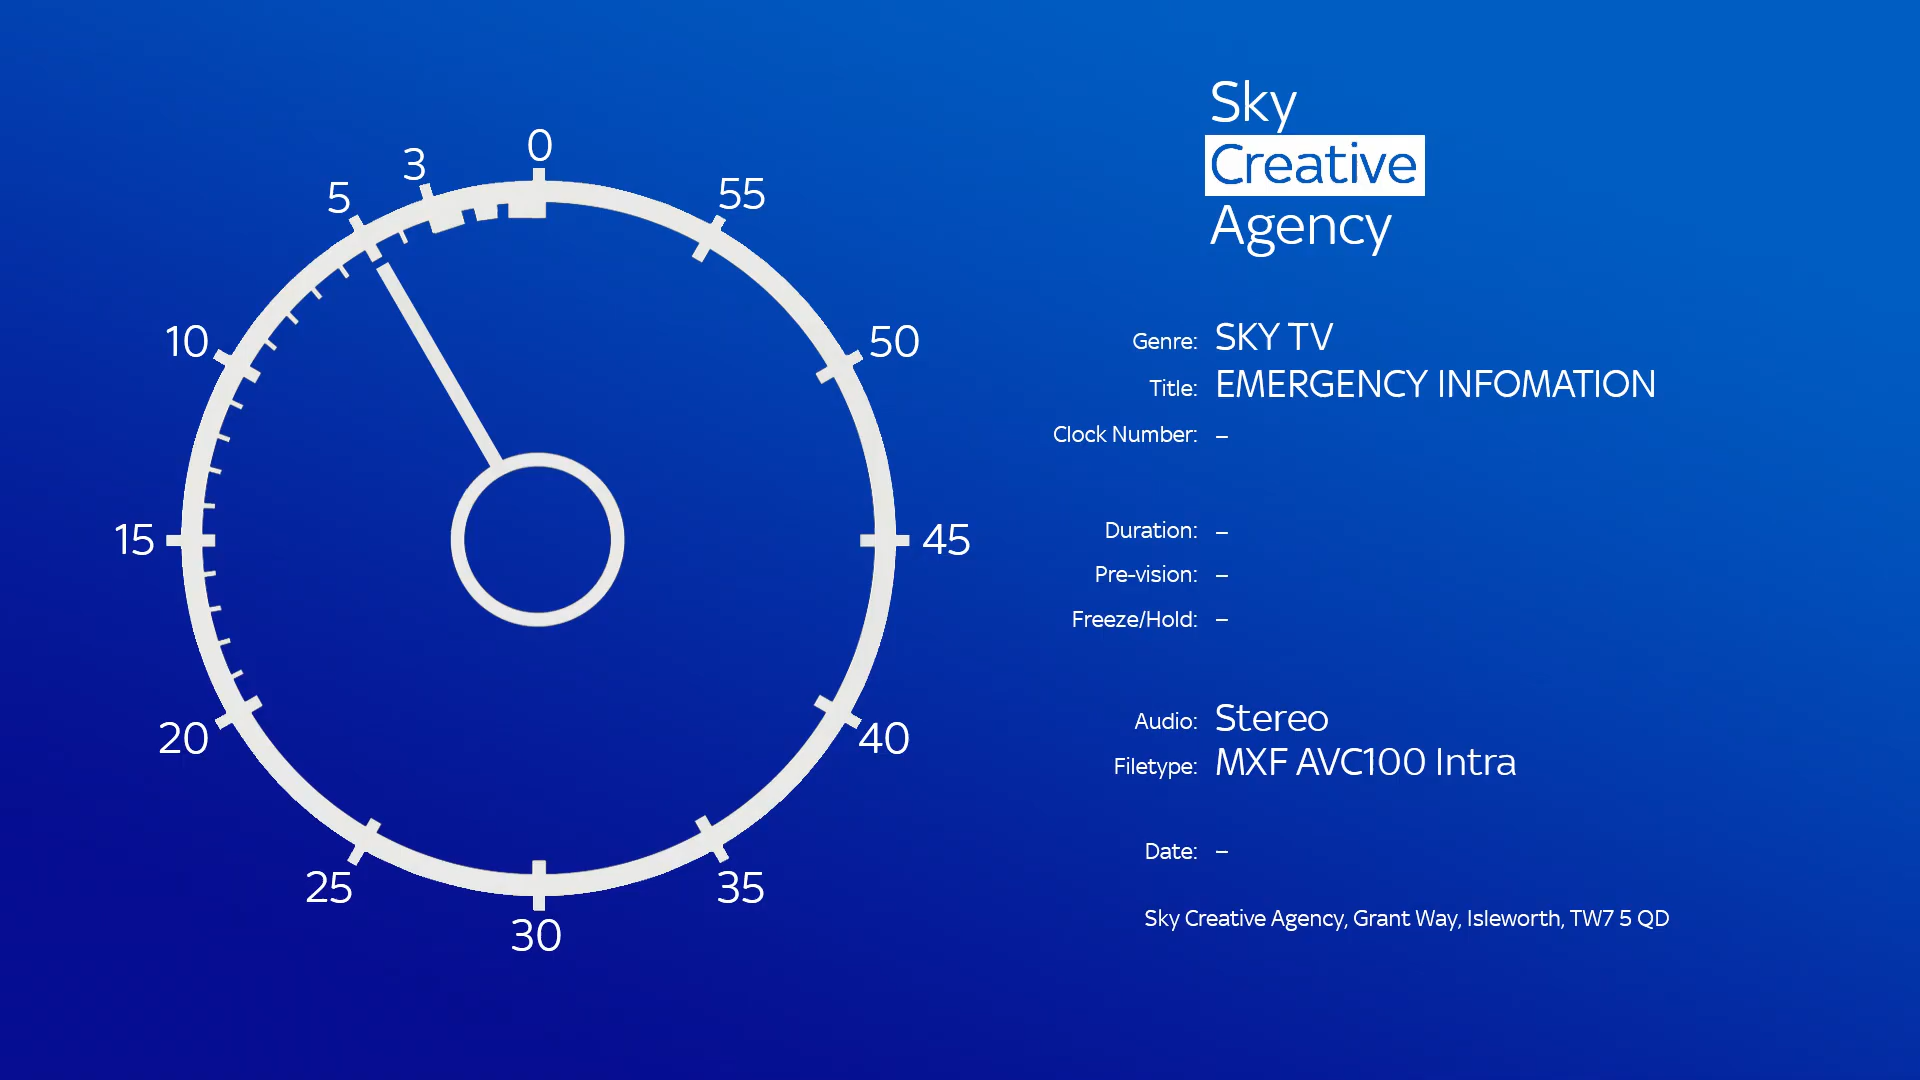 0
3
5
55
10
50
15
45
20
40
25
35
30
Sky
Creative
Agency
Genre: SKY TV
Title: EMERGENCY INFOMATION
Clock Number: –
Duration: –
Pre-vision: –
Freeze/Hold: –
Audio: Stereo
Filetype: MXF AVC100 Intra
Date: –
Sky Creative Agency, Grant Way, Isleworth, TW7 5 QD